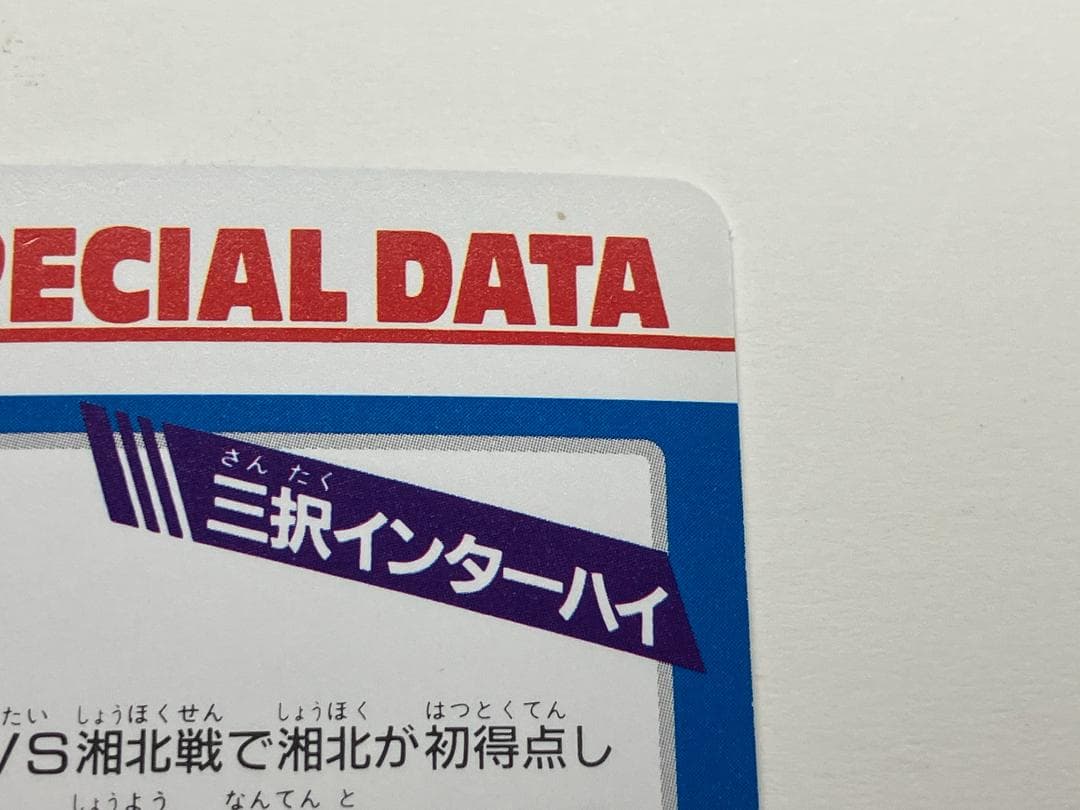 PECIAL DATA
さん たく
三択インターハイ
たい しょうほくせん しょうほく はつとくてん
VS湘北戦で湘北が初得点し
しょうよう なんてん と